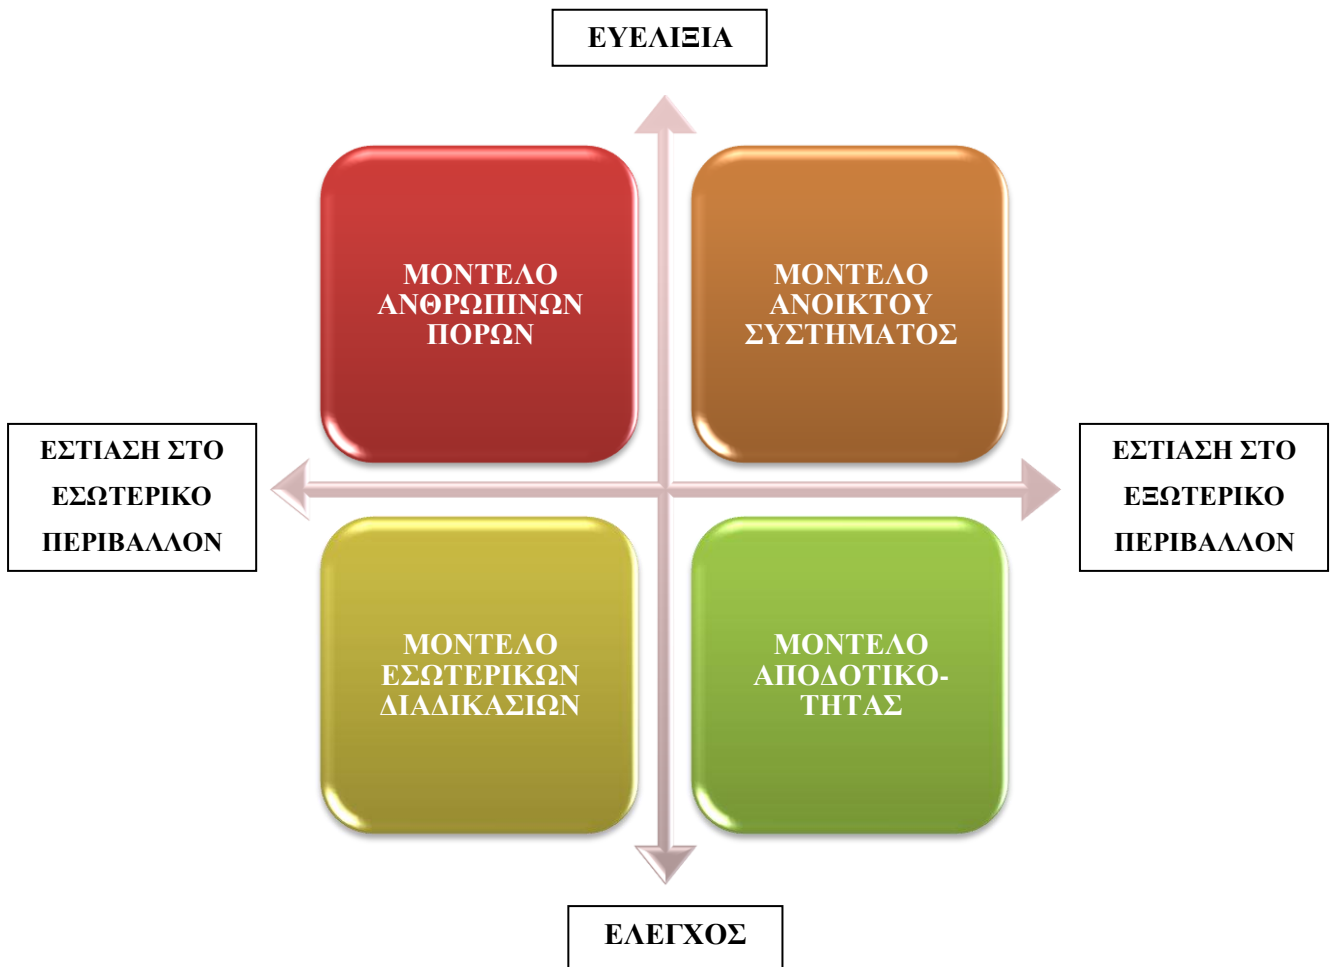 ΕΥΕΛΙΞΙΑ
ΜΟΝΤΕΛΟ
ΑΝΘΡΩΠΙΝΩΝ
ΠΟΡΩΝ
ΜΟΝΤΕΛΟ
ΑΝΟΙΚΤΟΥ
ΣΥΣΤΗΜΑΤΟΣ
ΕΣΤΙΑΣΗ ΣΤΟ
ΕΣΩΤΕΡΙΚΟ
ΠΕΡΙΒΑΛΛΟΝ
ΕΣΤΙΑΣΗ ΣΤΟ
ΕΞΩΤΕΡΙΚΟ
ΠΕΡΙΒΑΛΛΟΝ
ΜΟΝΤΕΛΟ
ΕΣΩΤΕΡΙΚΩΝ
ΔΙΑΔΙΚΑΣΙΩΝ
ΜΟΝΤΕΛΟ
ΑΠΟΔΟΤΙΚΟ-
ΤΗΤΑΣ
ΕΛΕΓΧΟΣ